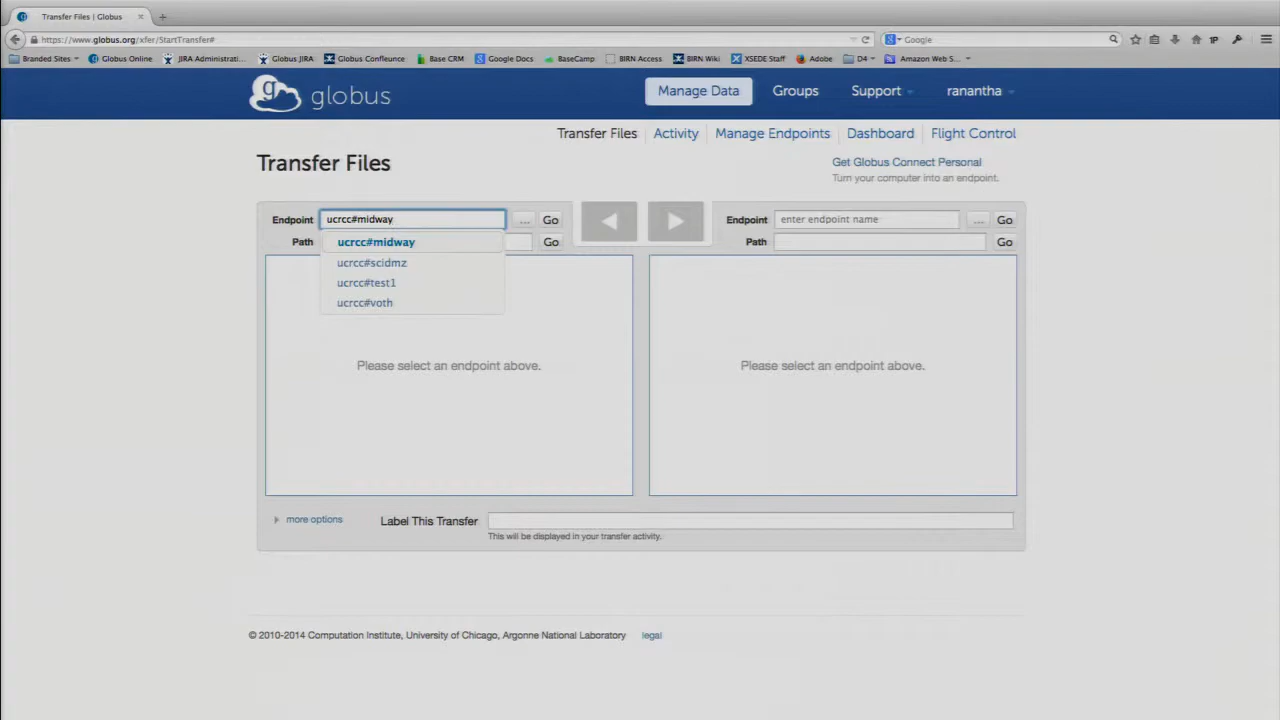 Transfer Files | Globus
https://www.globus.org/xfer/StartTransfer#
Google
Branded Sites
Globus Online
JIRA Administrati...
Globus JIRA
Globus Confleunce
Base CRM
Google Docs
BaseCamp
BIRN Access
BIRN Wiki
XSEDE Staff
Adobe
D4
Amazon Web S...
globus
Manage Data
Groups
Support
ranantha
Transfer Files
Activity
Manage Endpoints
Dashboard
Flight Control
Transfer Files
Get Globus Connect Personal
Turn your computer into an endpoint.
Endpoint
ucrcc#midway
...
Go
Path
Go
ucrcc#midway
ucrcc#scidmz
ucrcc#test1
ucrcc#voth
Please select an endpoint above.
Endpoint
enter endpoint name
...
Go
Path
Go
Please select an endpoint above.
more options
Label This Transfer
This will be displayed in your transfer activity.
© 2010-2014 Computation Institute, University of Chicago, Argonne National Laboratory
legal